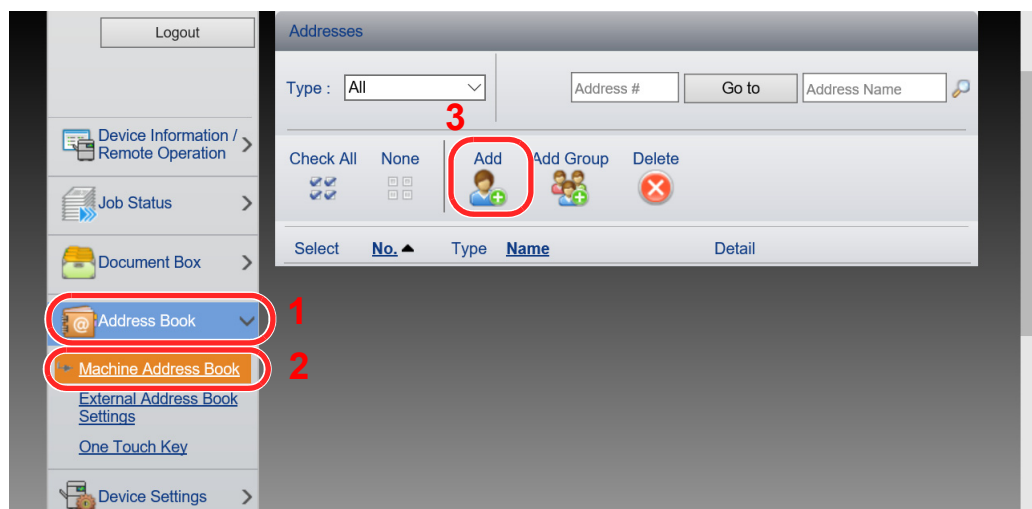 Logout
Device Information /
Remote Operation
Job Status
Document Box
Address Book
1
Machine Address Book
2
External Address Book
Settings
One Touch Key
Device Settings
Addresses
Type : All
Address #
Go to
Address Name
3
Check All None Add Add Group Delete
Select No. Type Name Detail